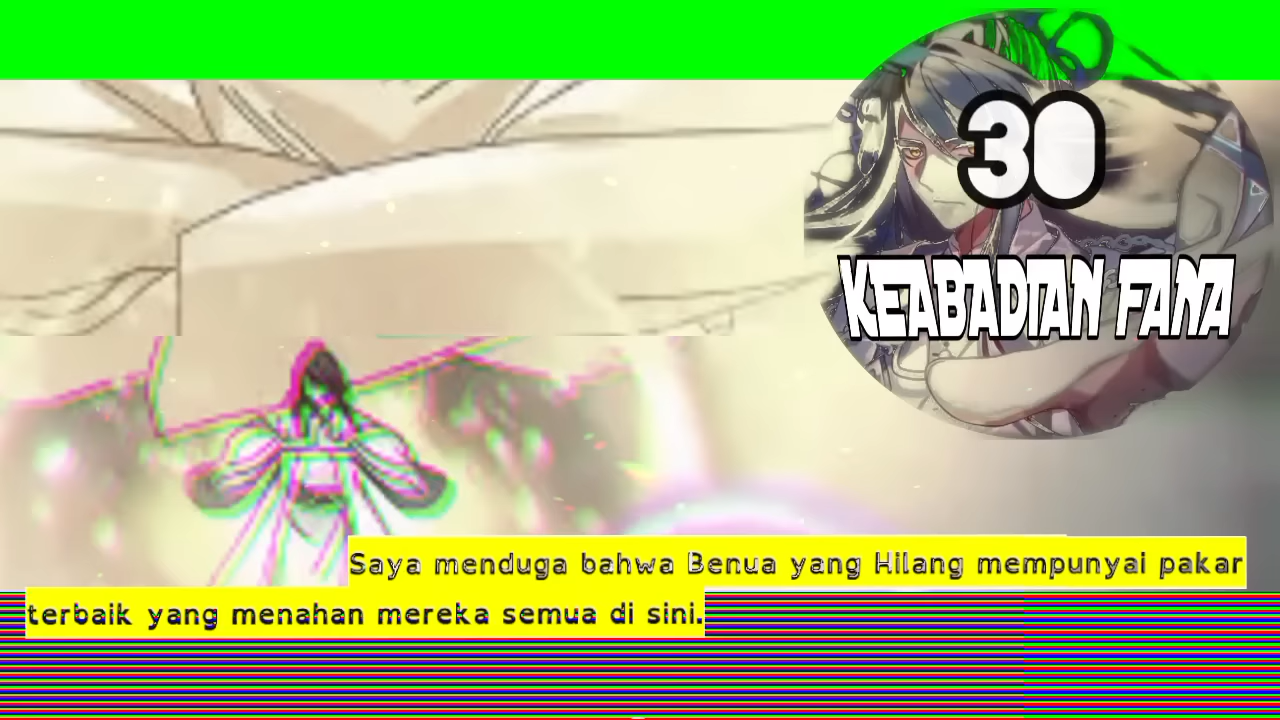 30
KEABADIAN FANA
Saya menduga bahwa Benua yang Hilang mempunyai pakar
terbaik yang menahan mereka semua di sini.